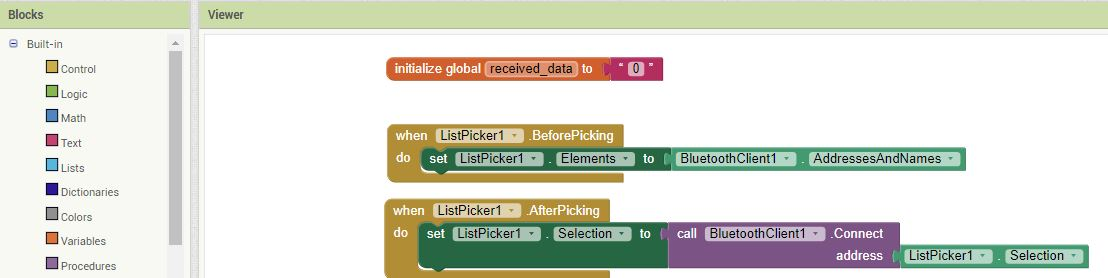 Blocks
Viewer
Built-in
Control
Logic
Math
Text
Lists
Dictionaries
Colors
Variables
Procedures
initialize global received_data to " 0 "
when ListPicker1 .BeforePicking
do set ListPicker1 . Elements to BluetoothClient1 . AddressesAndNames
when ListPicker1 .AfterPicking
do set ListPicker1 . Selection to call BluetoothClient1 .Connect
address ListPicker1 . Selection